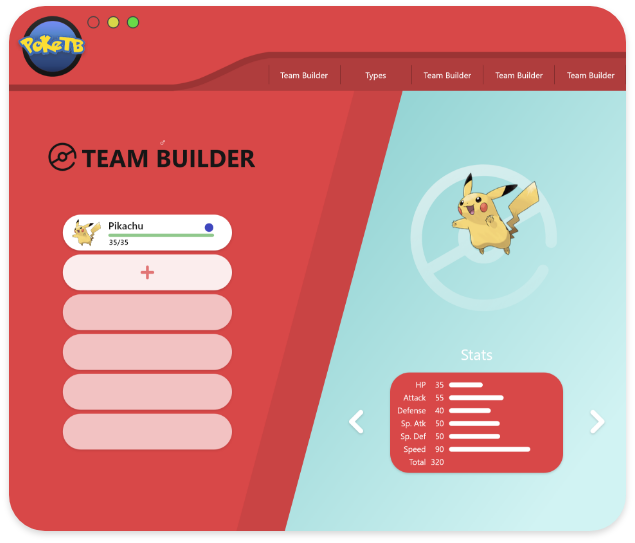 PoKeTB
Team Builder
Types
Team Builder
Team Builder
Team Builder
TEAM BUILDER
Pikachu
35/35
+
Stats
HP 35
Attack 55
Defense 40
Sp. Atk 50
Sp. Def 50
Speed 90
Total 320